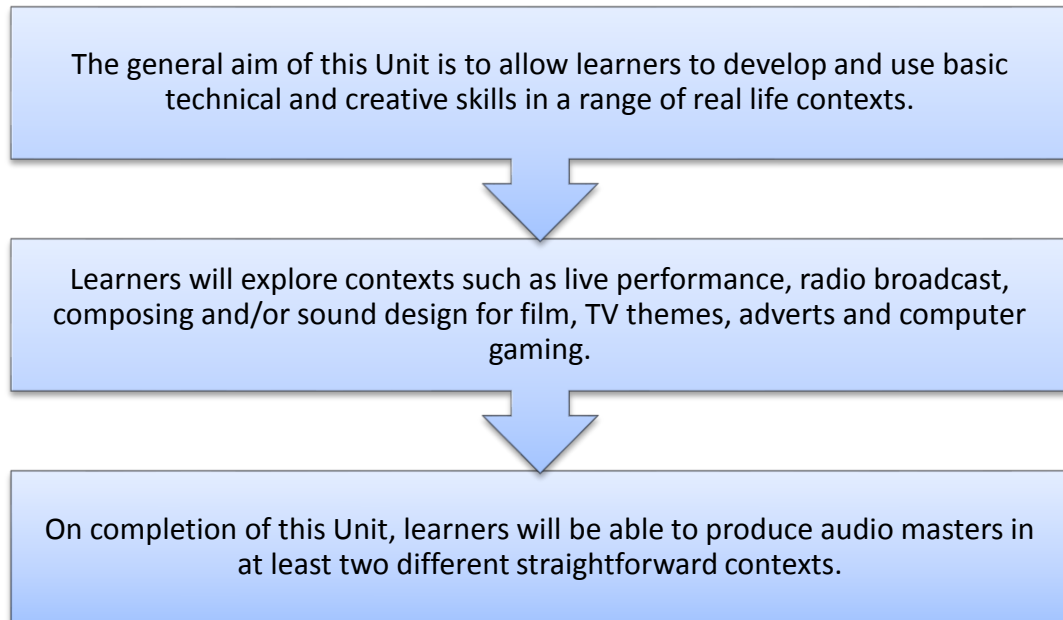 The general aim of this Unit is to allow learners to develop and use basic
technical and creative skills in a range of real life contexts.
Learners will explore contexts such as live performance, radio broadcast,
composing and/or sound design for film, TV themes, adverts and computer
gaming.
On completion of this Unit, learners will be able to produce audio masters in
at least two different straightforward contexts.